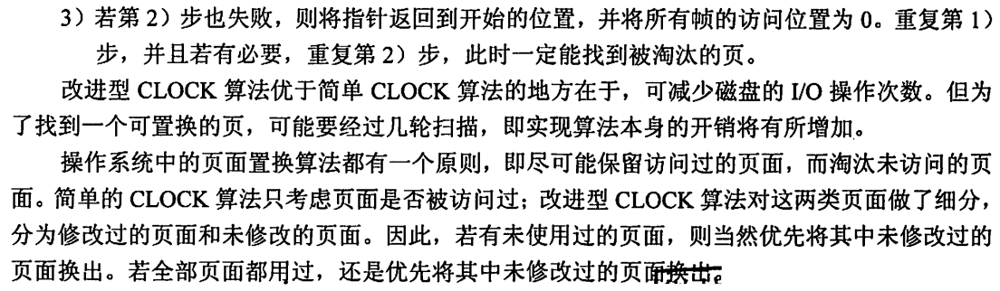 3）若第 2）步也失败，则将指针返回到开始的位置，并将所有帧的访问位置为 0。重复第 1）
步，并且若有必要，重复第 2）步，此时一定能找到被淘汰的页。
改进型 CLOCK 算法优于简单 CLOCK 算法的地方在于，可减少磁盘的 I/O 操作次数。但为
了找到一个可置换的页，可能要经过几轮扫描，即实现算法本身的开销将有所增加。
操作系统中的页面置换算法都有一个原则，即尽可能保留访问过的页面，而淘汰未访问的页
面。简单的 CLOCK 算法只考虑页面是否被访问过；改进型 CLOCK 算法对这两类页面做了细分，
分为修改过的页面和未修改的页面。因此，若有未使用过的页面，则当然优先将其中未修改过的
页面换出。若全部页面都用过，还是优先将其中未修改过的页面换出。